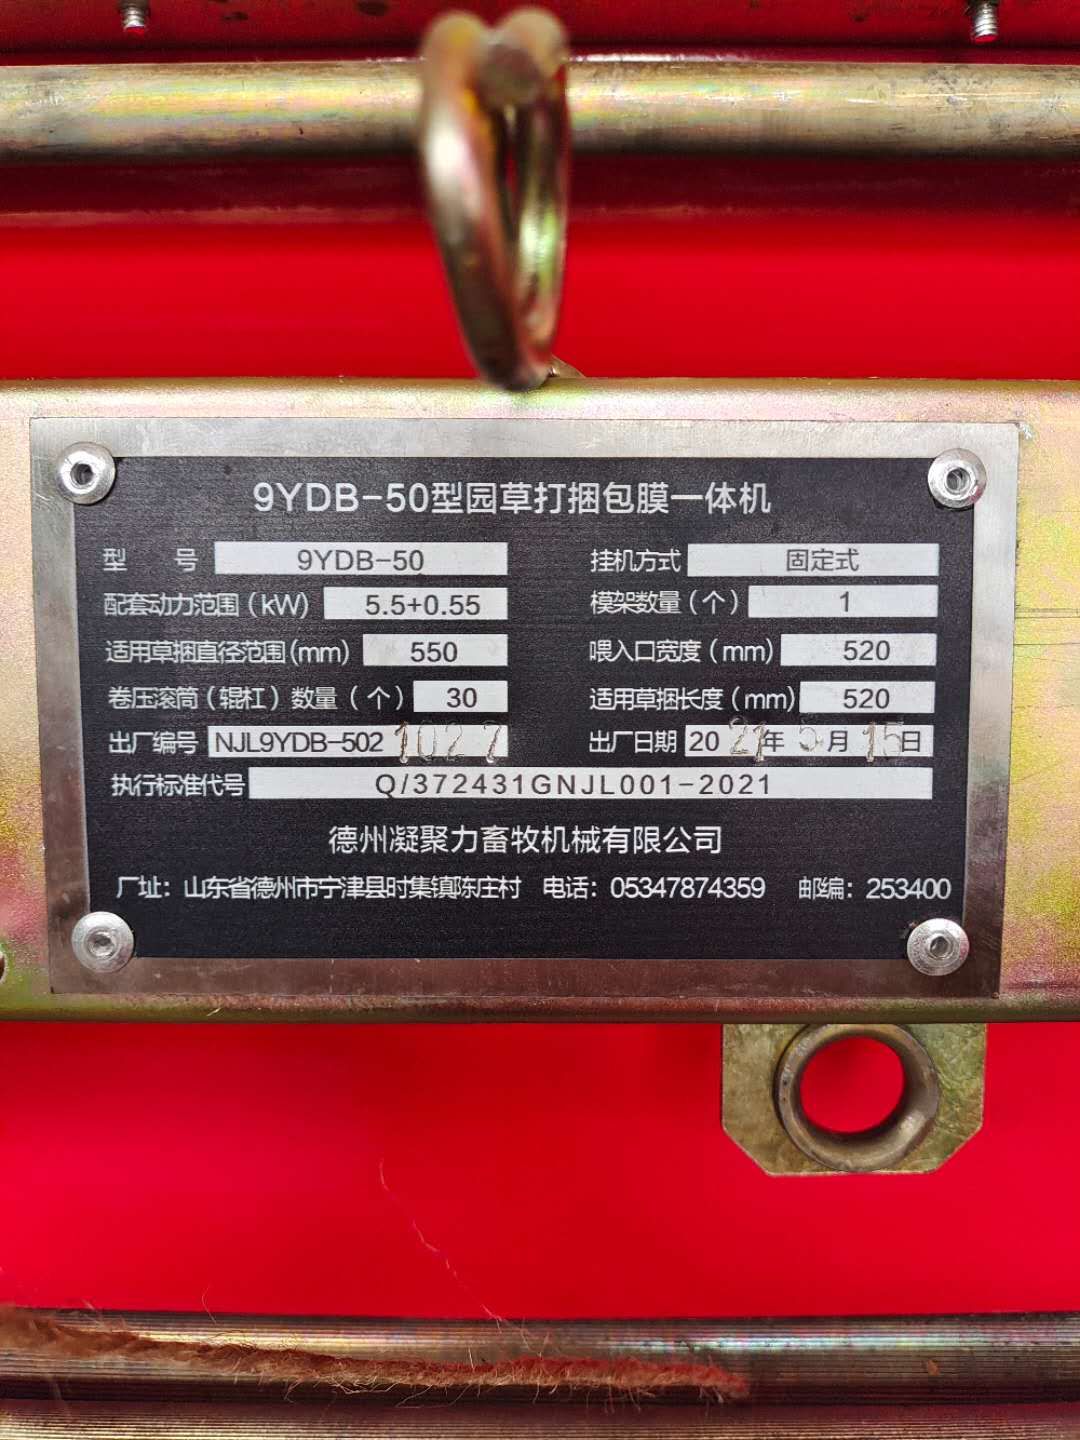 9YDB-50型园草打捆包膜一体机
型 号 9YDB-50 挂机方式 固定式
配套动力范围(kW) 5.5+0.55 模架数量(个) 1
适用草捆直径范围(mm) 550 喂入口宽度(mm) 520
卷压滚筒(辊杠)数量(个) 30 适用草捆长度(mm) 520
出厂编号 NJL9YDB-5021027 出厂日期 2021年5月15日
执行标准代号 Q/372431GNJL001-2021
德州凝聚力畜牧机械有限公司
厂址：山东省德州市宁津县时集镇陈庄村 电话：05347874359 邮编：253400